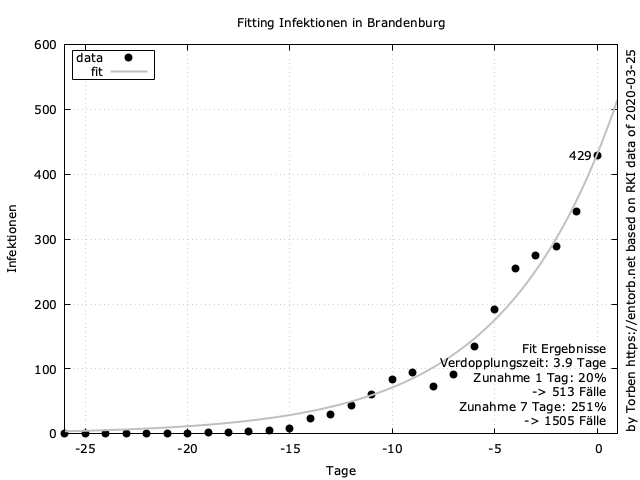 Fitting Infektionen in Brandenburg
600
500
400
300
200
100
0
Infektionen
data
fit
429
Fit Ergebnisse
Verdopplungszeit: 3.9 Tage
Zunahme 1 Tag: 20%
-> 513 Fälle
Zunahme 7 Tage: 251%
-> 1505 Fälle
-25
-20
-15
-10
-5
0
Tage
by Torben https://entorb.net based on RKI data of 2020-03-25